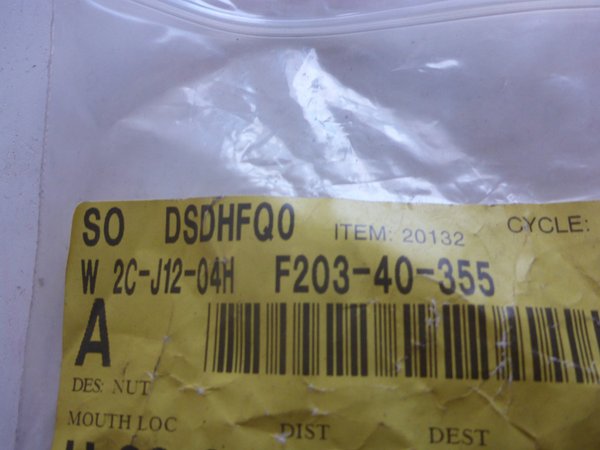 SO DSDHFQ0 ITEM: 20132 CYCLE:
W 2C-J12-04H F203-40-355
A
DES: NUT
MOUTH LOC DIST DEST